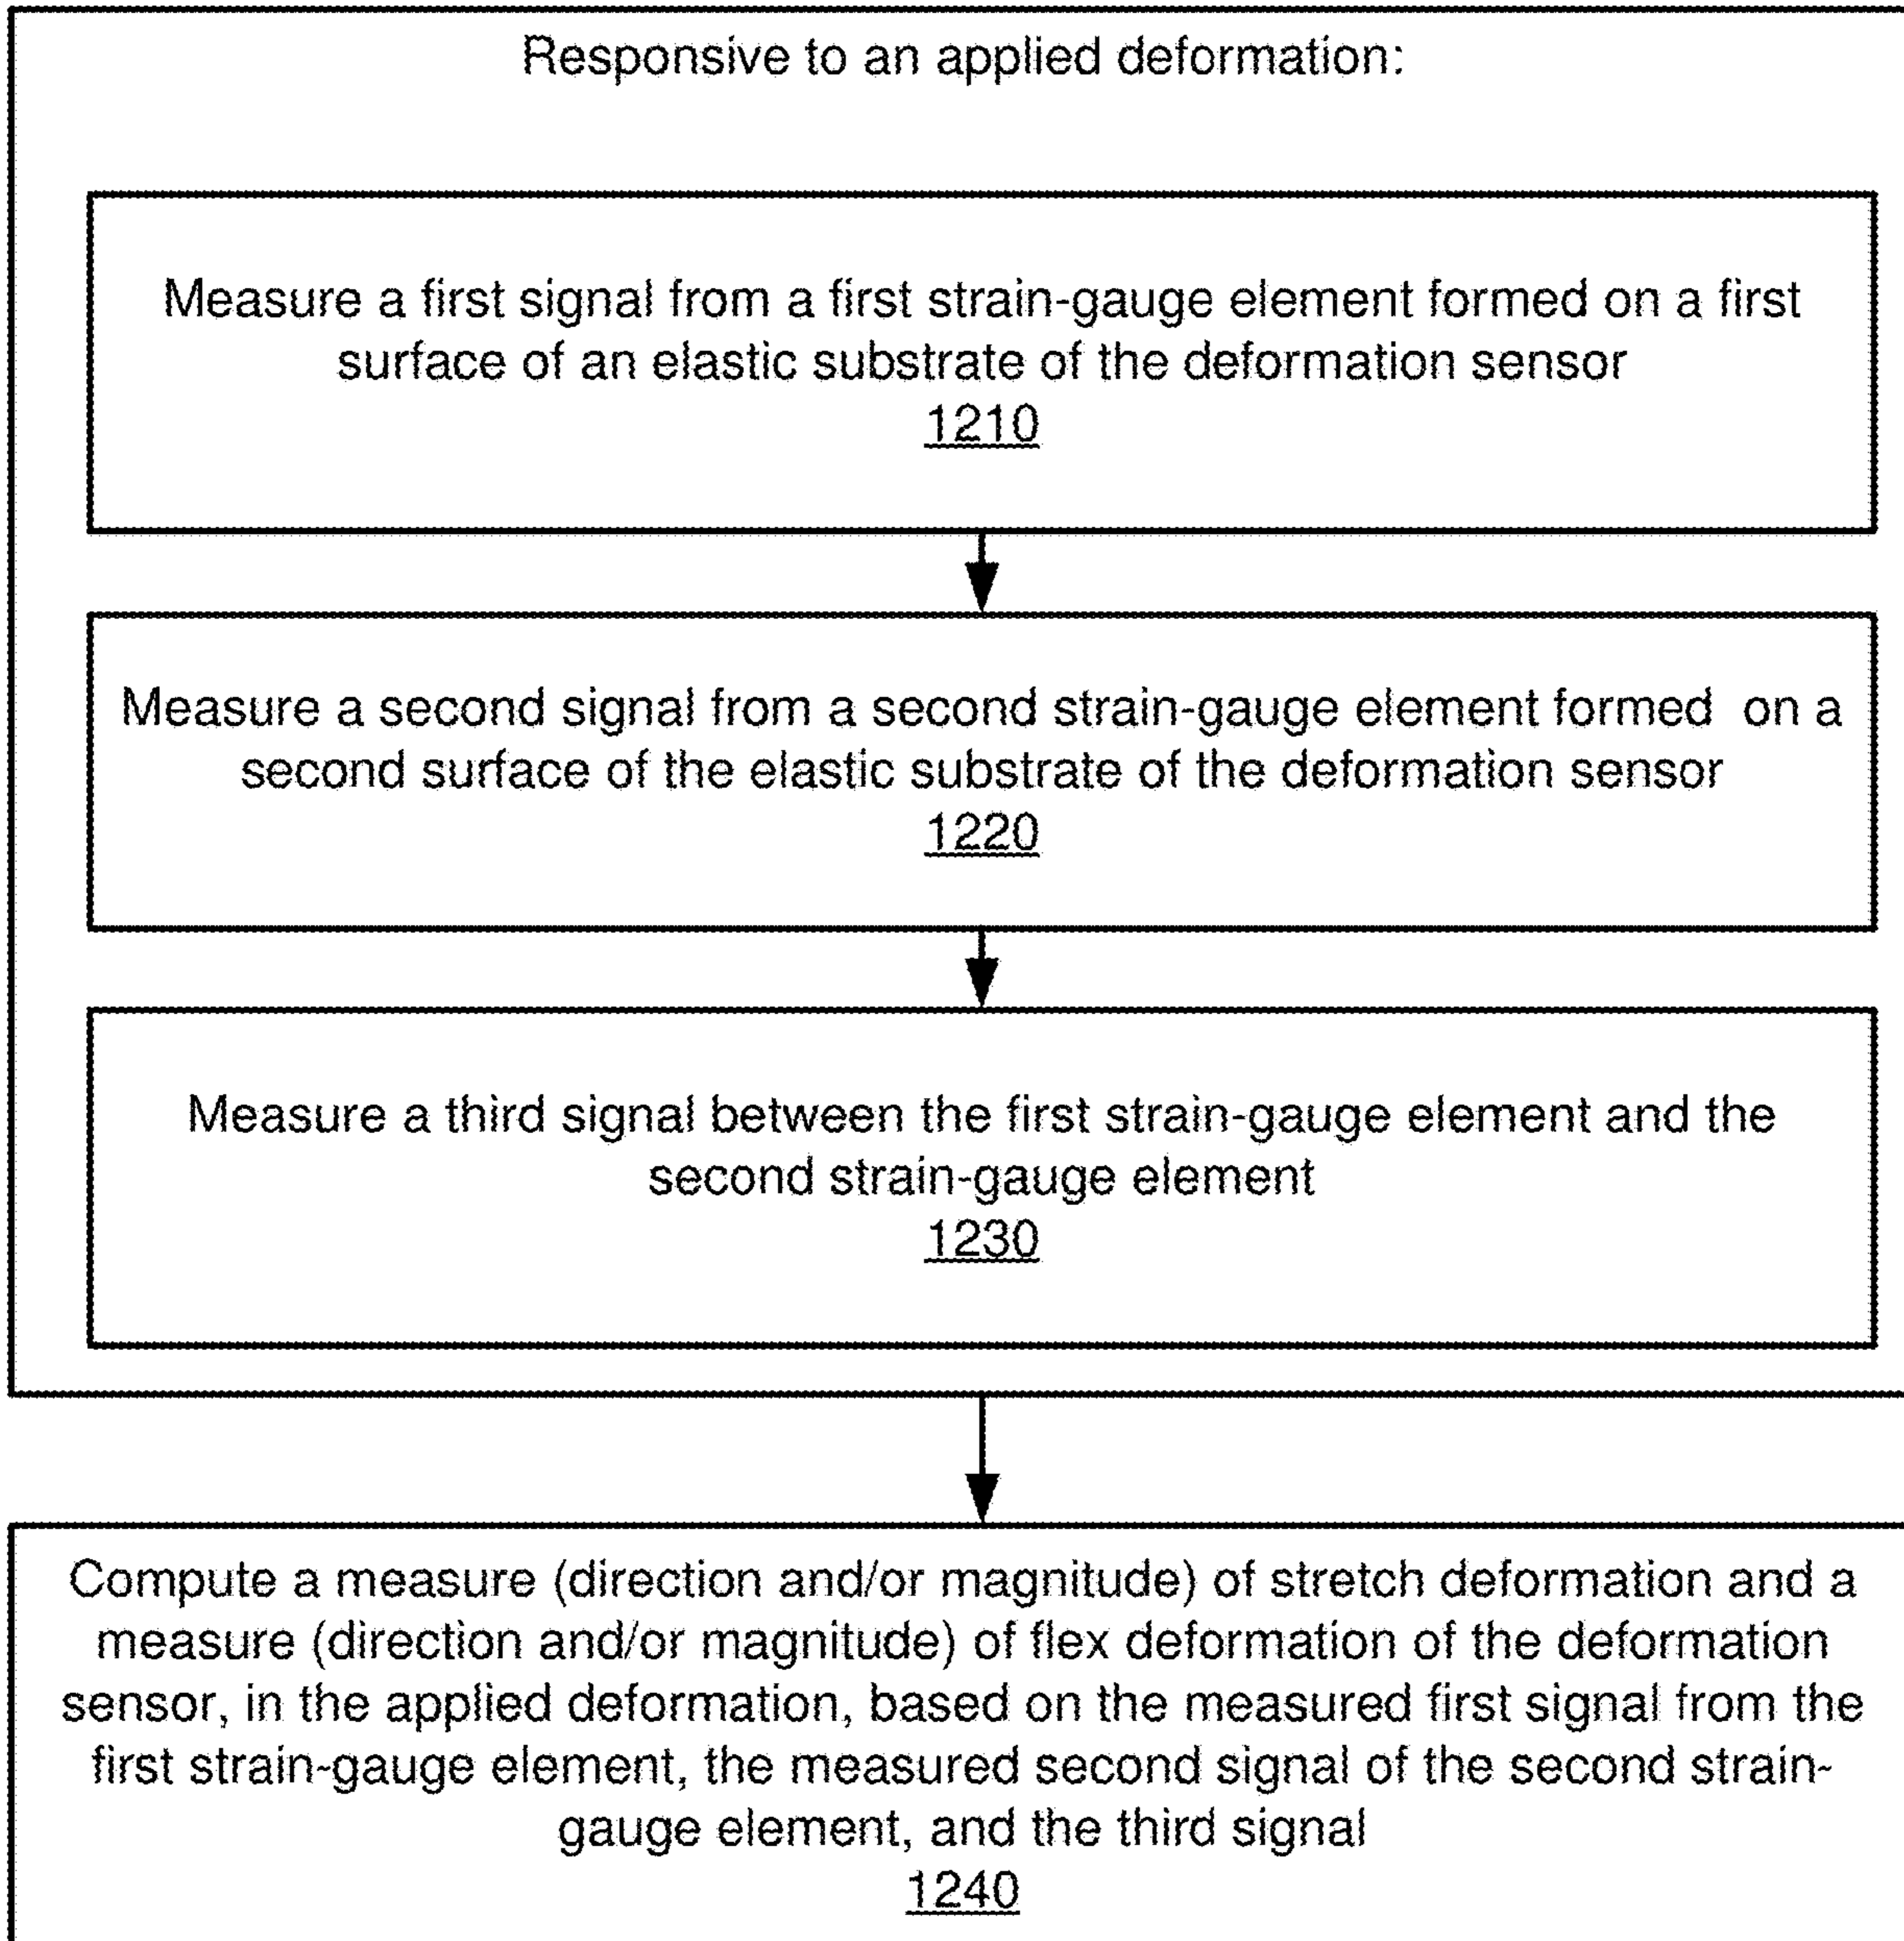 Responsive to an applied deformation:
Measure a first signal from a first strain-gauge element formed on a first
surface of an elastic substrate of the deformation sensor
1210
Measure a second signal from a second strain-gauge element formed  on a
second surface of the elastic substrate of the deformation sensor
1220
Measure a third signal between the first strain-gauge element and the
second strain-gauge element
1230
Compute a measure (direction and/or magnitude) of stretch deformation and a
measure (direction and/or magnitude) of flex deformation of the deformation
sensor, in the applied deformation, based on the measured first signal from the
first strain-gauge element, the measured second signal of the second strain-
gauge element, and the third signal
1240